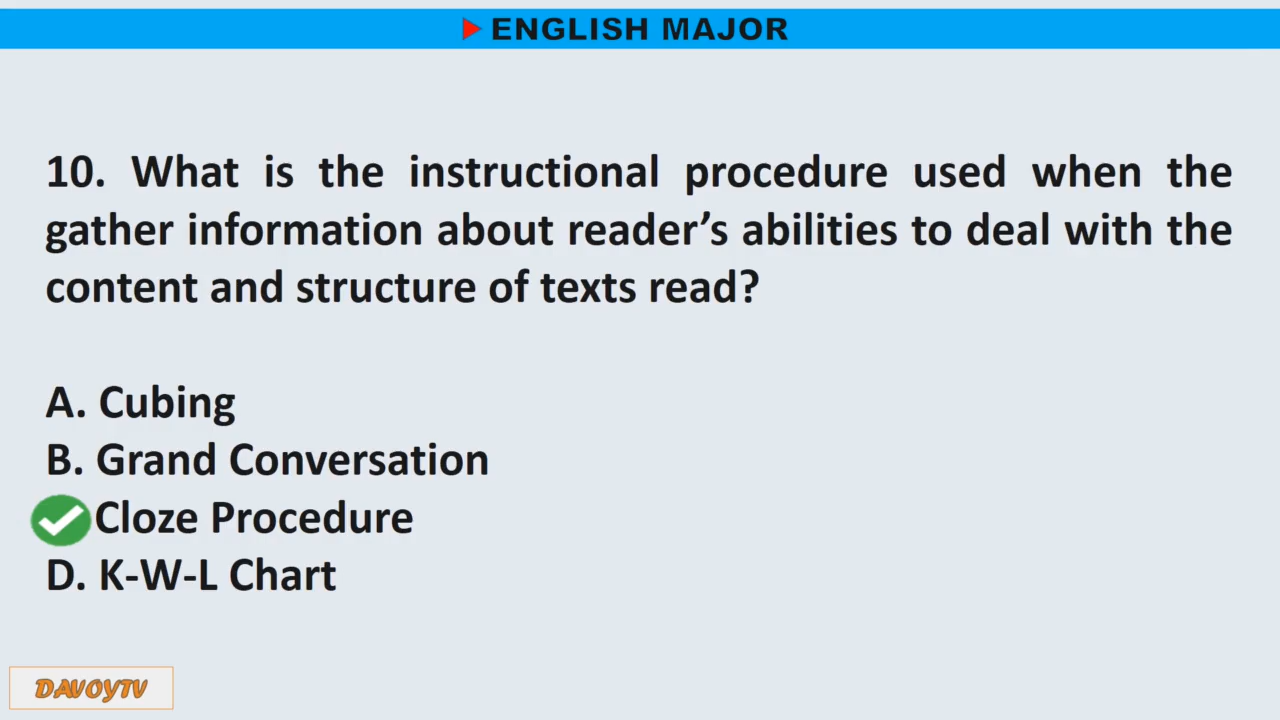 ENGLISH MAJOR
10. What is the instructional procedure used when the
gather information about reader’s abilities to deal with the
content and structure of texts read?
A. Cubing
B. Grand Conversation
Cloze Procedure
D. K-W-L Chart
DAVOYTV